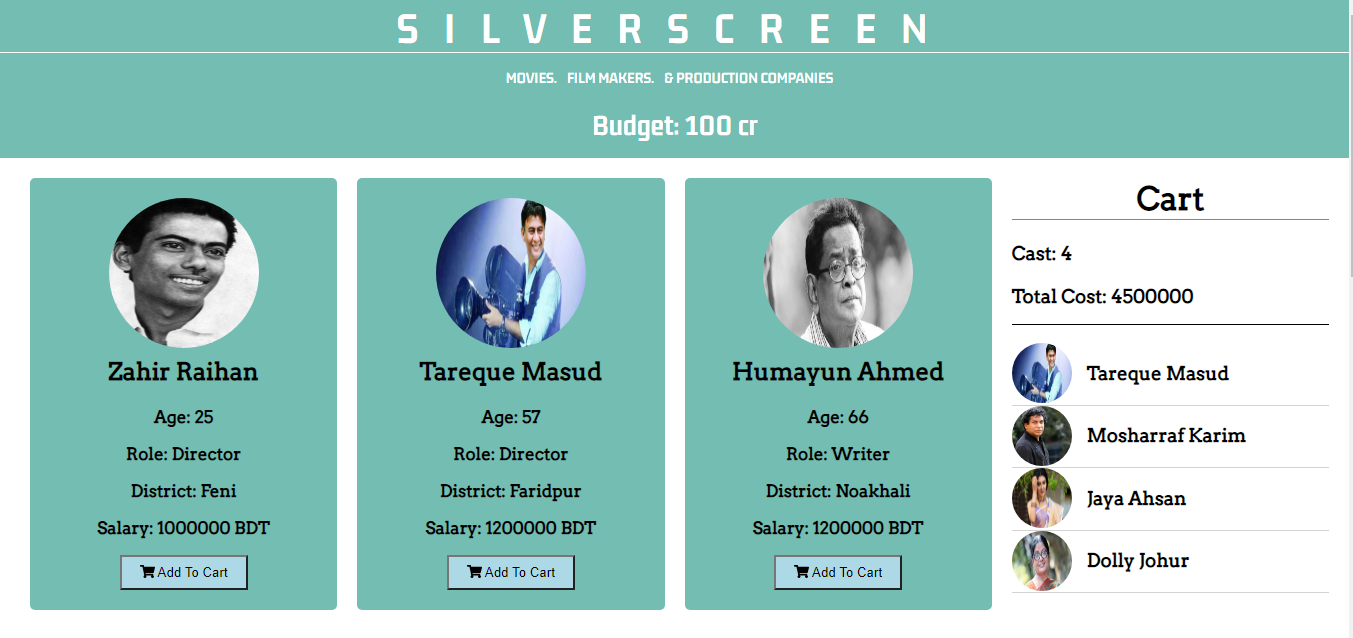 SILVERSCREEN
MOVIES. FILM MAKERS. & PRODUCTION COMPANIES
Budget: 100 cr
Zahir Raihan
Age: 25
Role: Director
District: Feni
Salary: 1000000 BDT
Add To Cart
Tareque Masud
Age: 57
Role: Director
District: Faridpur
Salary: 1200000 BDT
Add To Cart
Humayun Ahmed
Age: 66
Role: Writer
District: Noakhali
Salary: 1200000 BDT
Add To Cart
Cart
Cast: 4
Total Cost: 4500000
Tareque Masud
Mosharraf Karim
Jaya Ahsan
Dolly Johur